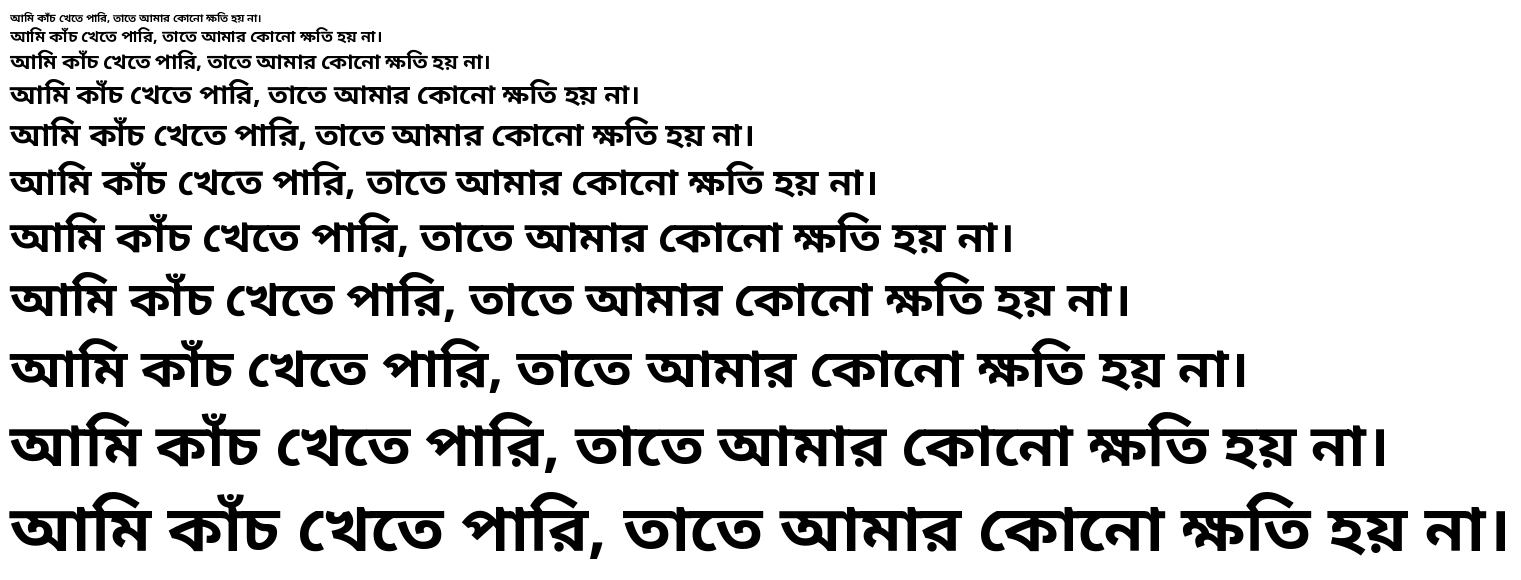 আমি কাঁচ খেতে পারি, তাতে আমার কোনো ক্ষতি হয় না।
আমি কাঁচ খেতে পারি, তাতে আমার কোনো ক্ষতি হয় না।
আমি কাঁচ খেতে পারি, তাতে আমার কোনো ক্ষতি হয় না।
আমি কাঁচ খেতে পারি, তাতে আমার কোনো ক্ষতি হয় না।
আমি কাঁচ খেতে পারি, তাতে আমার কোনো ক্ষতি হয় না।
আমি কাঁচ খেতে পারি, তাতে আমার কোনো ক্ষতি হয় না।
আমি কাঁচ খেতে পারি, তাতে আমার কোনো ক্ষতি হয় না।
আমি কাঁচ খেতে পারি, তাতে আমার কোনো ক্ষতি হয় না।
আমি কাঁচ খেতে পারি, তাতে আমার কোনো ক্ষতি হয় না।
আমি কাঁচ খেতে পারি, তাতে আমার কোনো ক্ষতি হয় না।
আমি কাঁচ খেতে পারি, তাতে আমার কোনো ক্ষতি হয় না।